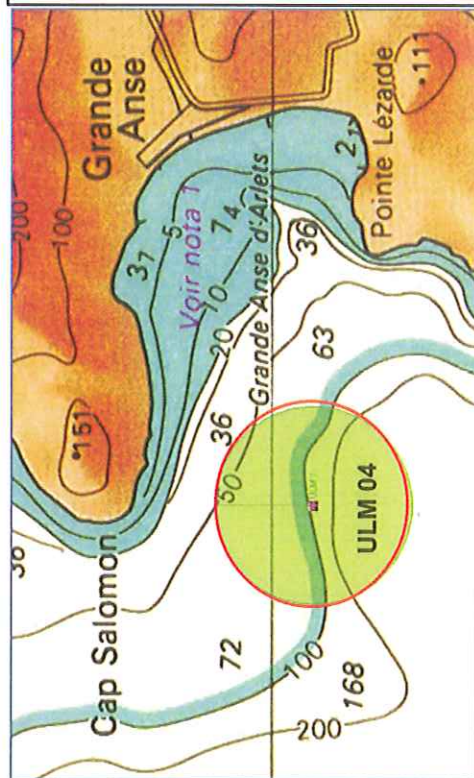 200
100
Grande
Anse
111
Pointe Lézarde
2₁
3₇
5
7₄
Voir nota 1
10
20
Grande Anse d'Arlets
36
36
63
151
50
ULM 04
Cap Salomon
72
100
168
200